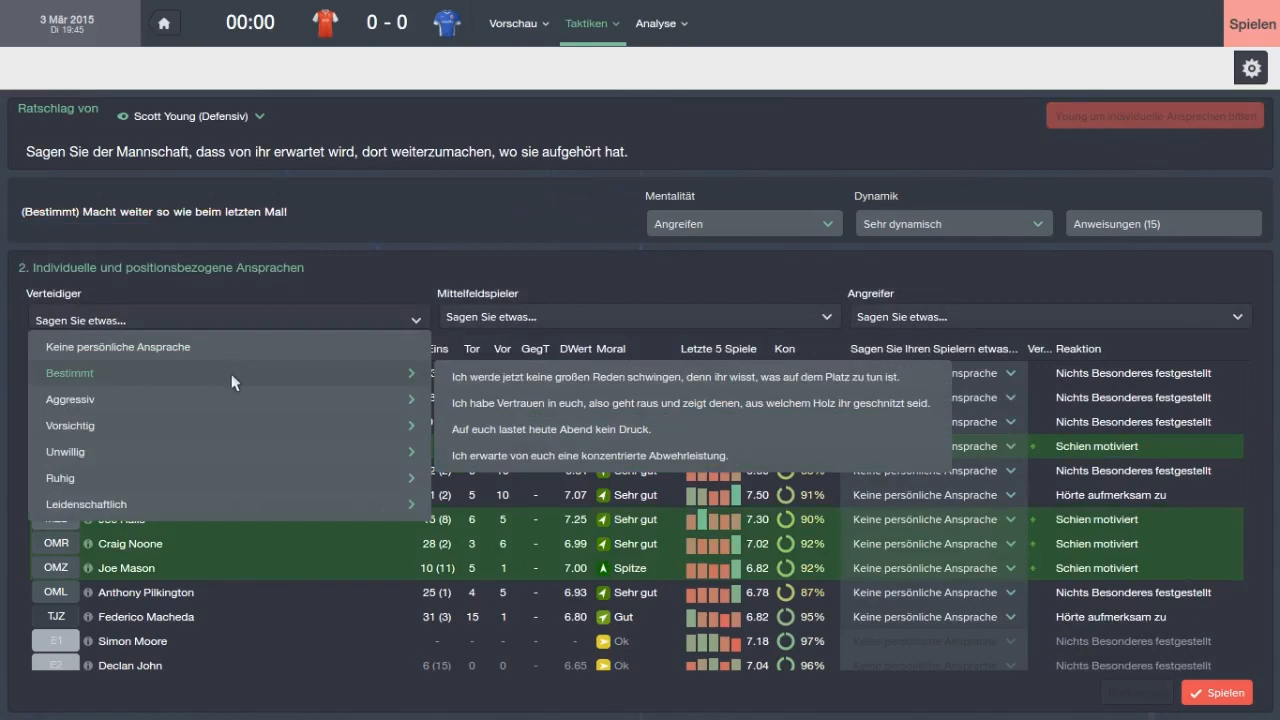 3 Mär 2015
Di 19:45
00:00
0 - 0
Vorschau
Taktiken
Analyse
Spielen
Ratschlag von
Scott Young (Defensiv)
Young um individuelle Ansprachen bitten
Sagen Sie der Mannschaft, dass von ihr erwartet wird, dort weiterzumachen, wo sie aufgehört hat.
(Bestimmt) Macht weiter so wie beim letzten Mal!
Mentalität
Dynamik
Angreifen
Sehr dynamisch
Anweisungen (15)
2. Individuelle und positionsbezogene Ansprachen
Verteidiger
Mittelfeldspieler
Angreifer
Sagen Sie etwas...
Sagen Sie etwas...
Sagen Sie etwas...
Keine persönliche Ansprache
Bestimmt
Aggressiv
Vorsichtig
Unwillig
Ruhig
Leidenschaftlich
Eins Tor Vor GegT DWert Moral Letzte 5 Spiele Kon Sagen Sie Ihren Spielern etwas... Ver... Reaktion
Ich werde jetzt keine großen Reden schwingen, denn ihr wisst, was auf dem Platz zu tun ist.
Ich habe Vertrauen in euch, also geht raus und zeigt denen, aus welchem Holz ihr geschnitzt seid.
Auf euch lastet heute Abend kein Druck.
Ich erwarte von euch eine konzentrierte Abwehrleistung.
nsprache Nichts Besonderes festgestellt
nsprache Nichts Besonderes festgestellt
nsprache Nichts Besonderes festgestellt
nsprache Schien motiviert
Keine persönliche Ansprache Nichts Besonderes festgestellt
1 (2) 5 10 - 7.07 Sehr gut 7.50 91% Keine persönliche Ansprache Hörte aufmerksam zu
(8) 6 5 - 7.25 Sehr gut 7.30 90% Keine persönliche Ansprache Schien motiviert
OMR Craig Noone 28 (2) 3 6 - 6.99 Sehr gut 7.02 92% Keine persönliche Ansprache Schien motiviert
OMZ Joe Mason 10 (11) 5 1 - 7.00 Spitze 6.82 92% Keine persönliche Ansprache Schien motiviert
OML Anthony Pilkington 25 (1) 4 5 - 6.93 Sehr gut 6.78 87% Keine persönliche Ansprache Nichts Besonderes festgestellt
TJZ Federico Macheda 31 (3) 15 1 - 6.80 Gut 6.82 95% Keine persönliche Ansprache Hörte aufmerksam zu
E1 Simon Moore - - - - - Ok 7.18 97% Keine persönliche Ansprache Nichts Besonderes festgestellt
E2 Declan John 6 (15) 0 0 - 6.65 Ok 7.04 96% Keine persönliche Ansprache Nichts Besonderes festgestellt
Spielen